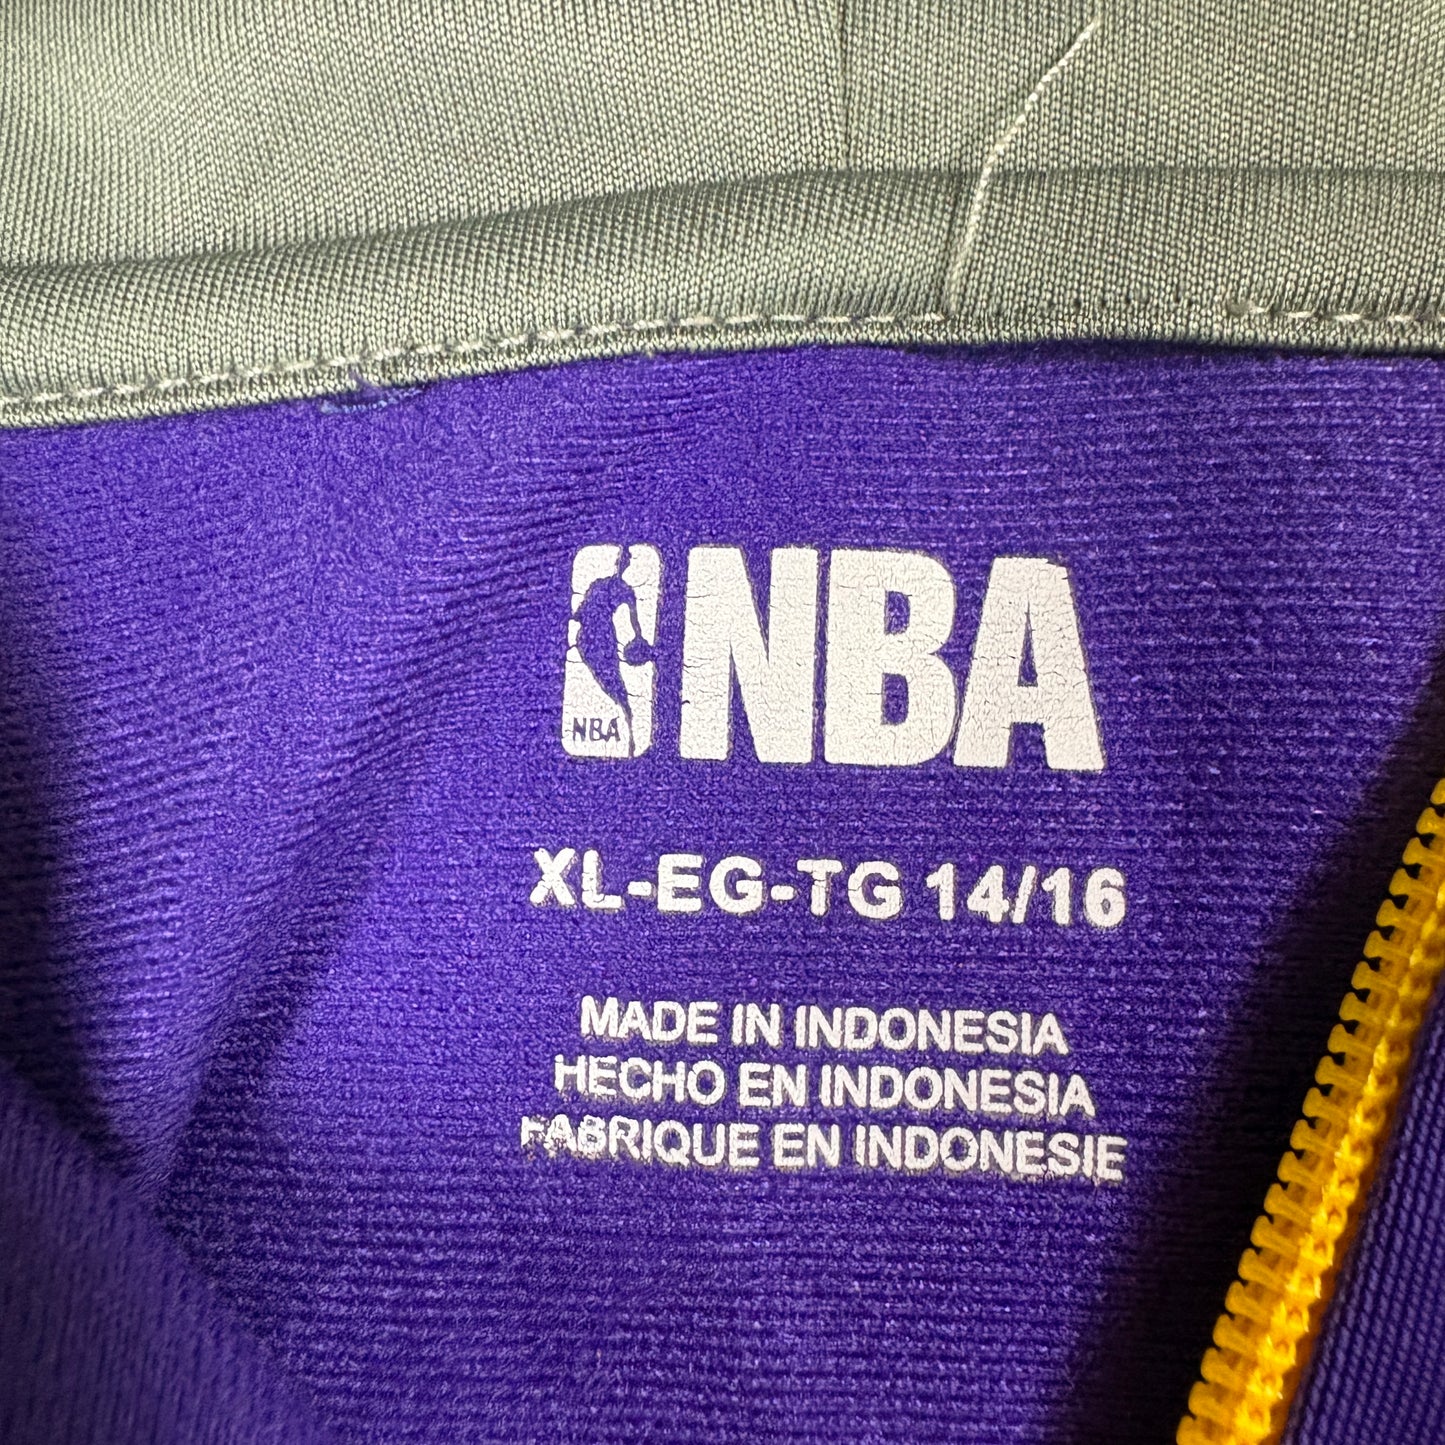 NBA NBA
XL-EG-TG 14/16
MADE IN INDONESIA
HECHO EN INDONESIA
FABRIQUE EN INDONESIE